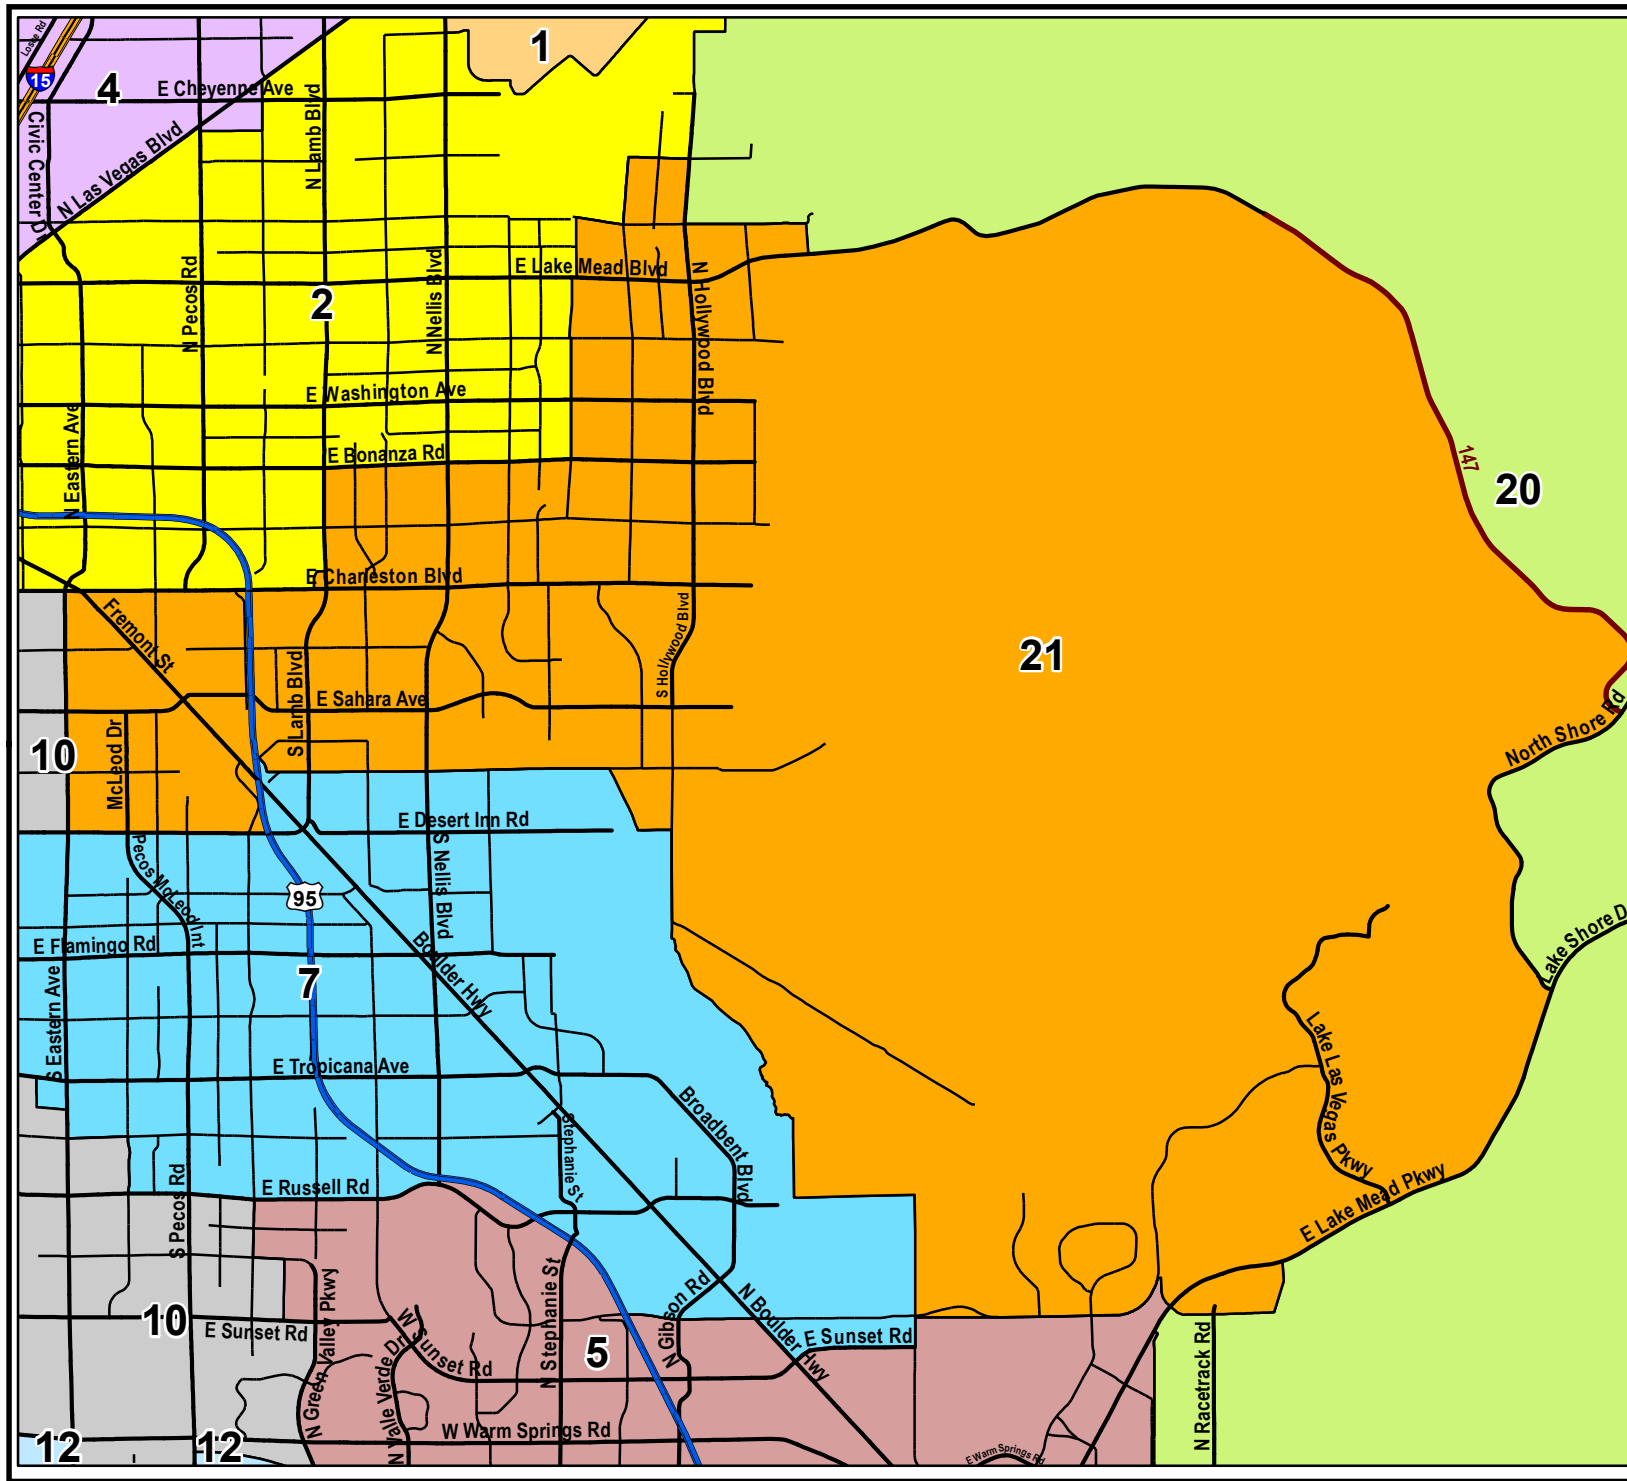 Losee Rd
15
4
1
E Cheyenne Ave
N Lamb Blvd
Civic Center Dr
N Las Vegas Blvd
N Pecos Rd
2
N Nellis Blvd
E Lake Mead Blvd
N Hollywood Blvd
E Washington Ave
N Eastern Ave
E Bonanza Rd
147
20
E Charleston Blvd
Fremont St
S Hollywood Blvd
21
S Lamb Blvd
E Sahara Ave
North Shore Rd
10
McLeod Dr
E Desert Inn Rd
Pecos McLeod Int
S Nellis Blvd
95
E Flamingo Rd
Boulder Hwy
Lake Shore D
7
S Eastern Ave
Lake Las Vegas Pkwy
E Tropicana Ave
Broadbent Blvd
Stephanie St
S Pecos Rd
E Russell Rd
E Lake Mead Pkwy
N Green Valley Pkwy
N Stephanie St
N Gibson Rd
N Boulder Hwy
10
E Sunset Rd
W Sunset Rd
5
E Sunset Rd
N Valle Verde Dr
N Racetrack Rd
12
12
W Warm Springs Rd
E Warm Springs Rd